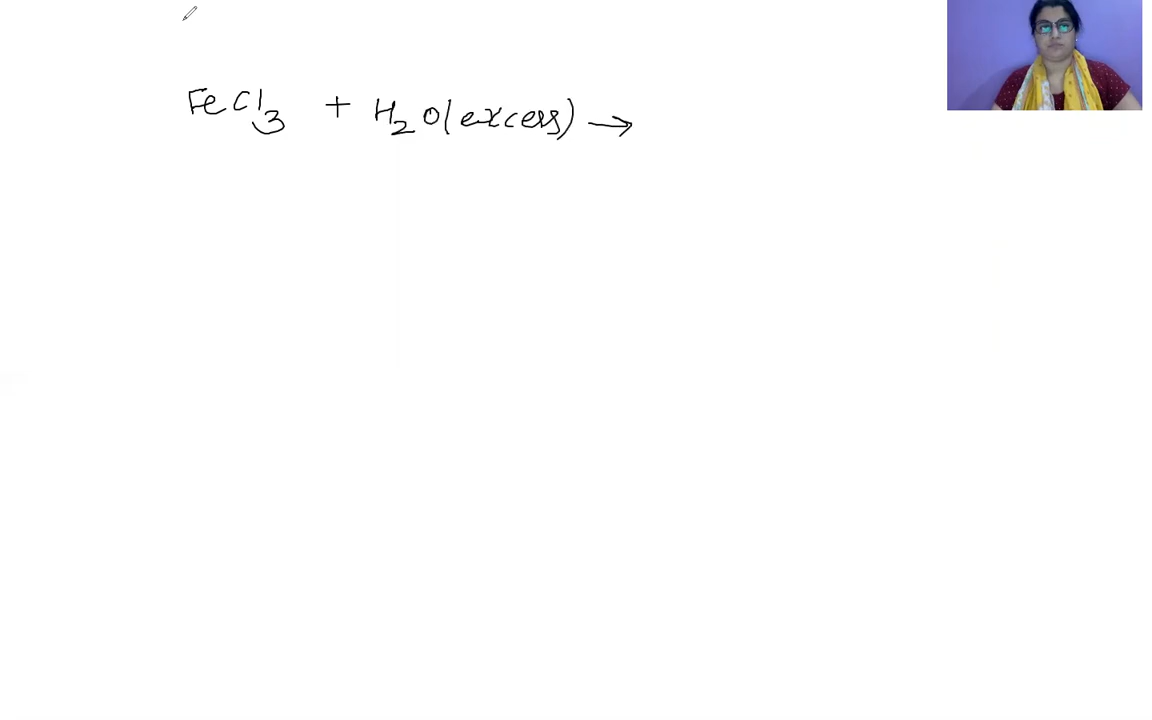 FeCl3 + H2O(excess) →